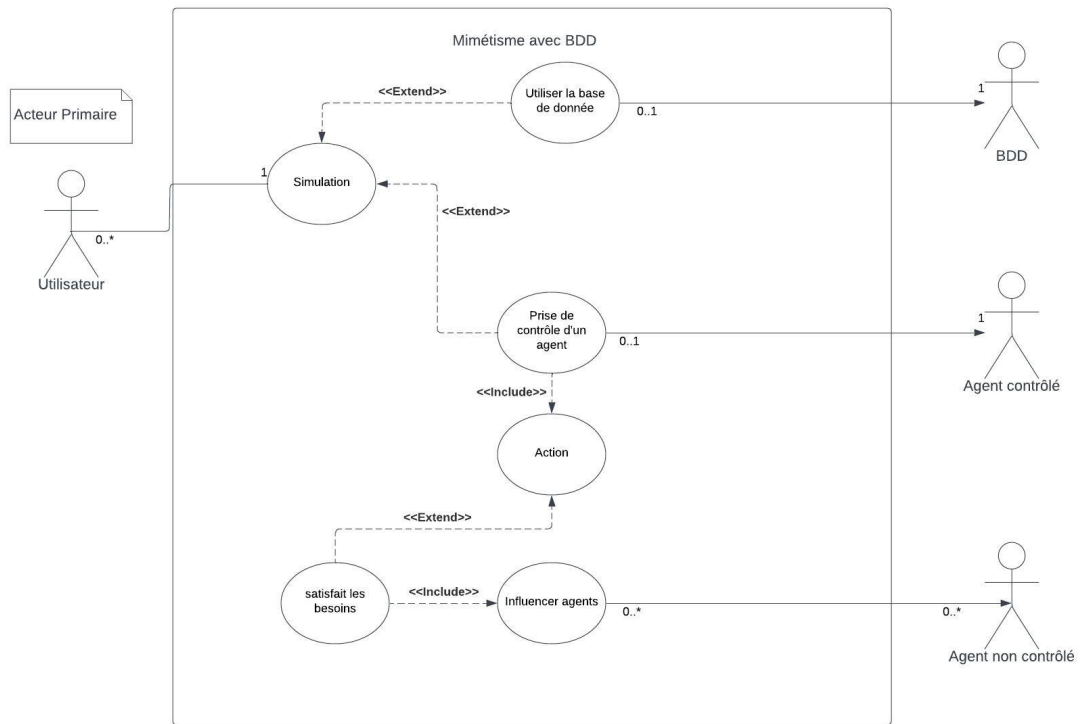 Mimétisme avec BDD
Acteur Primaire
Utilisateur
0..*
1
Simulation
<<Extend>>
Utiliser la base
de donnée
0..1
1
BDD
<<Extend>>
Prise de
contrôle d'un
agent
0..1
1
Agent contrôlé
<<Include>>
Action
<<Extend>>
satisfait les
besoins
<<Include>>
Influencer agents
0..*
0..*
Agent non contrôlé